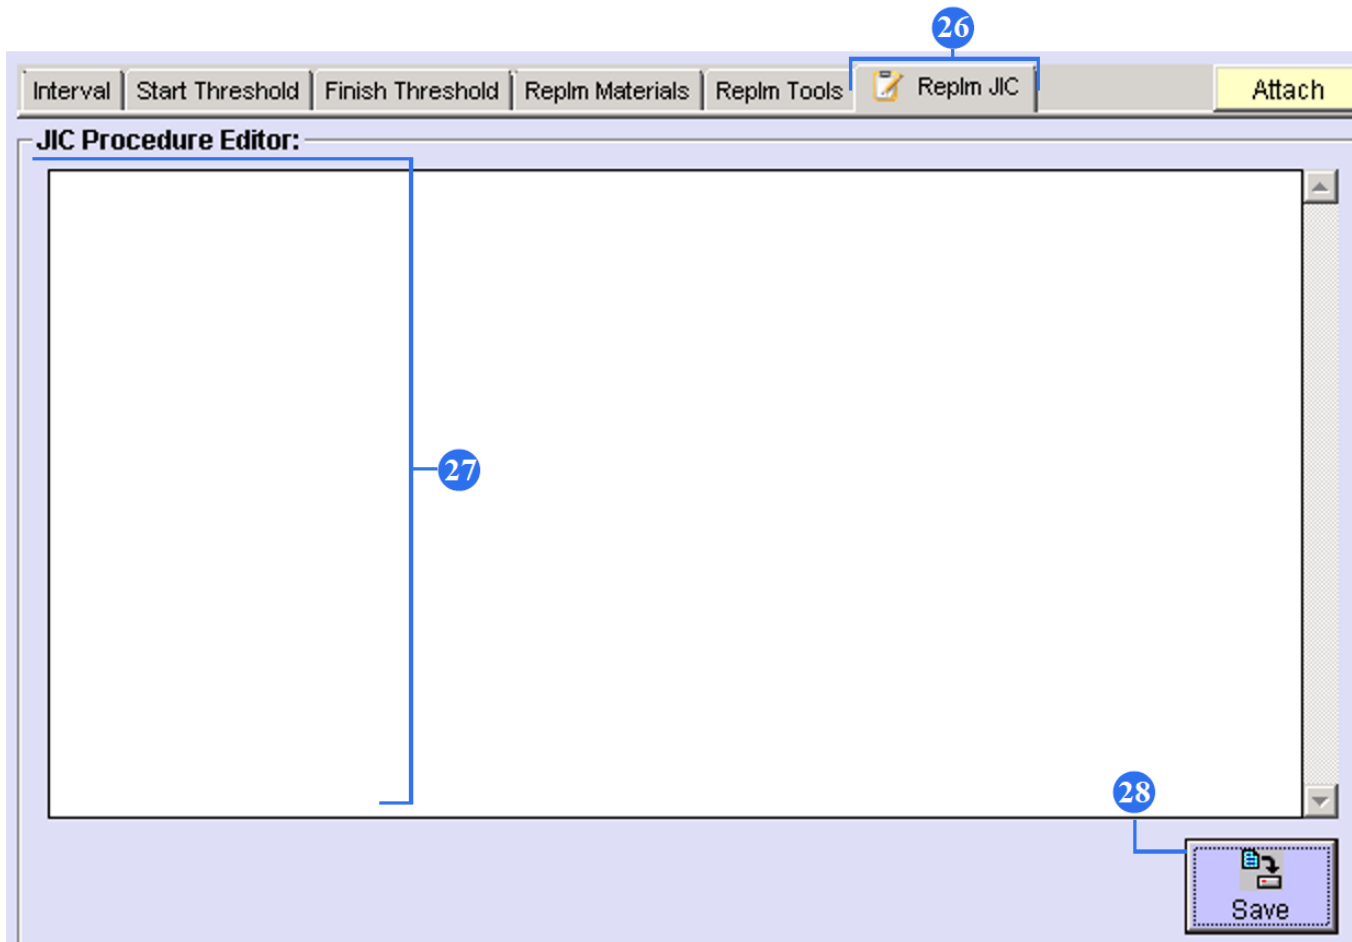 26
Interval Start Threshold Finish Threshold Replm Materials Replm Tools Replm JIC Attach
JIC Procedure Editor:
27
28
Save